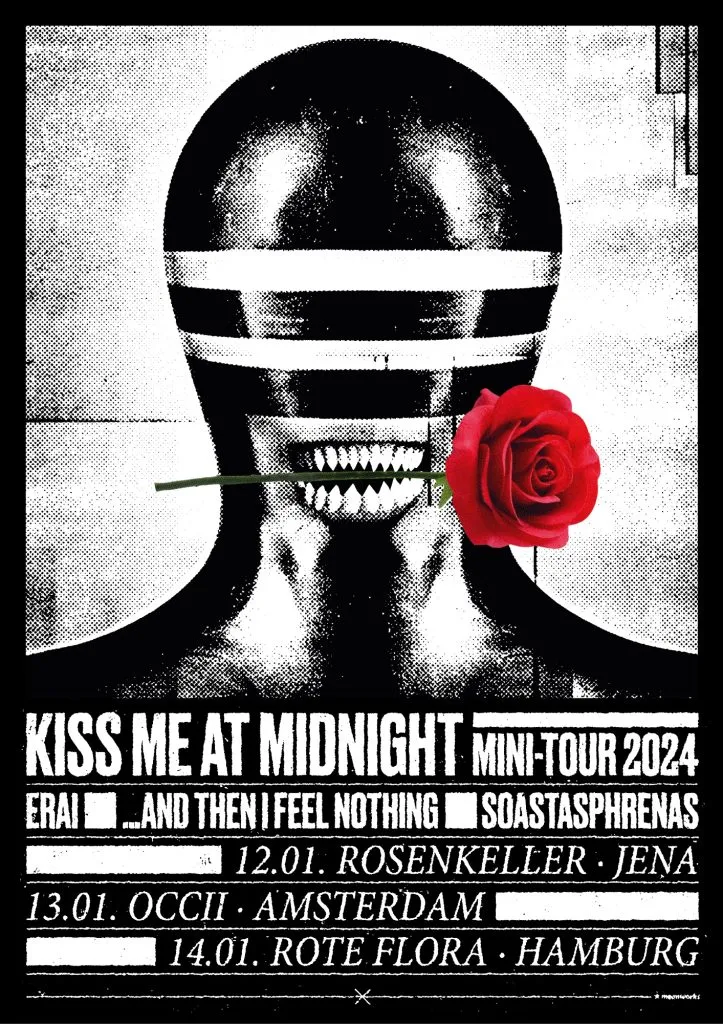 KISS ME AT MIDNIGHT MINI-TOUR 2024
ERAI ...AND THEN I FEEL NOTHING SOASTASPHRENAS
12.01. ROSENKELLER · JENA
13.01. OCCII · AMSTERDAM
14.01. ROTE FLORA · HAMBURG
★ moonworks